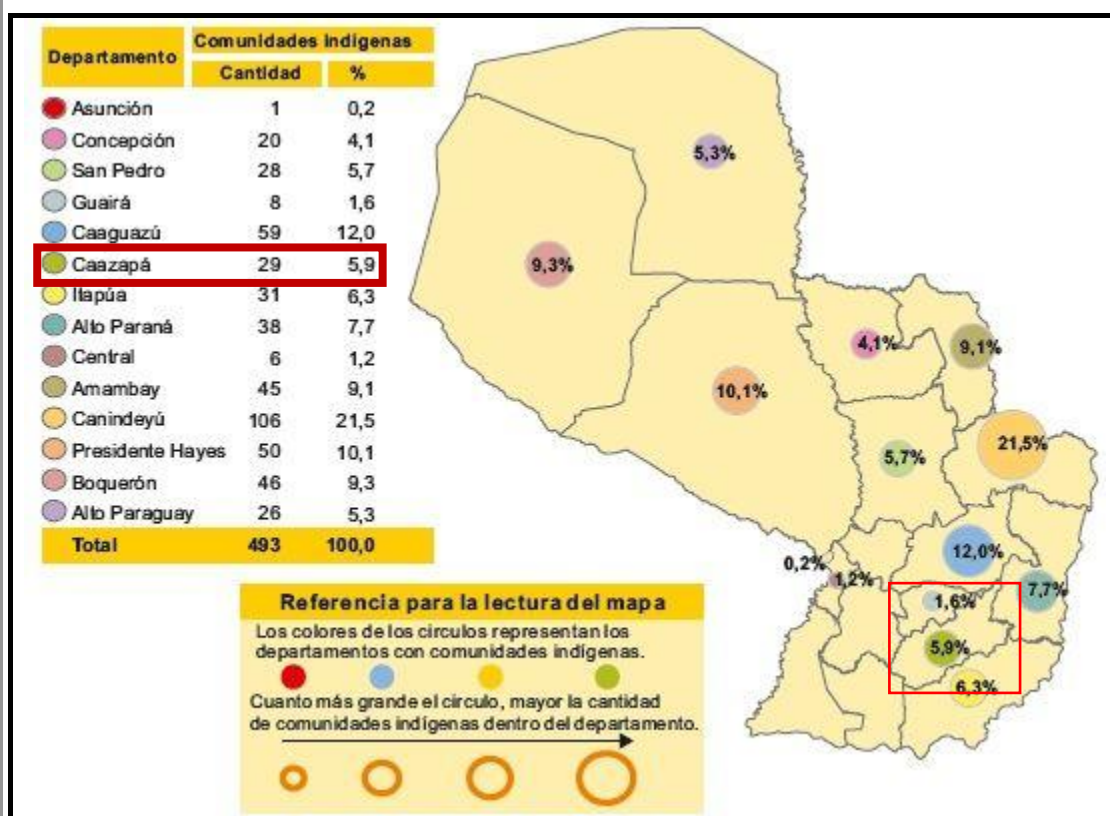 Departamento Comunidades Indígenas
Cantidad %
Asunción 1 0,2
Concepción 20 4,1
San Pedro 28 5,7
Guairá 8 1,6
Caaguazú 59 12,0
Caazapá 29 5,9
Itapúa 31 6,3
Alto Paraná 38 7,7
Central 6 1,2
Amambay 45 9,1
Canindeyú 106 21,5
Presidente Hayes 50 10,1
Boquerón 46 9,3
Alto Paraguay 26 5,3
Total 493 100,0
5,3%
9,3%
4,1%
9,1%
10,1%
21,5%
5,7%
12,0%
0,2%
1,2%
7,7%
1,6%
5,9%
6,3%
Referencia para la lectura del mapa
Los colores de los círculos representan los
departamentos con comunidades indígenas.
Cuanto más grande el círculo, mayor la cantidad
de comunidades indígenas dentro del departamento.